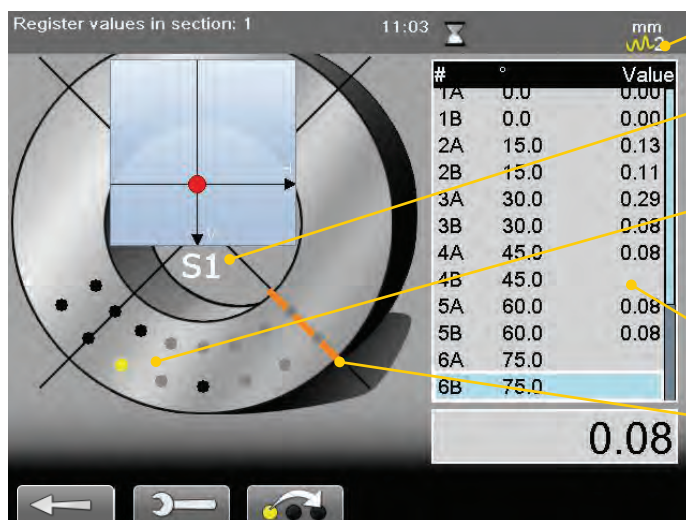 Register values in section: 1 11:03 mm
2
# ° Value
1A 0.0 0.00
1B 0.0 0.00
2A 15.0 0.13
2B 15.0 0.11
3A 30.0 0.29
3B 30.0 0.08
4A 45.0 0.08
4B 45.0
5A 60.0 0.08
5B 60.0 0.08
6A 75.0
6B 75.0
S1
0.08